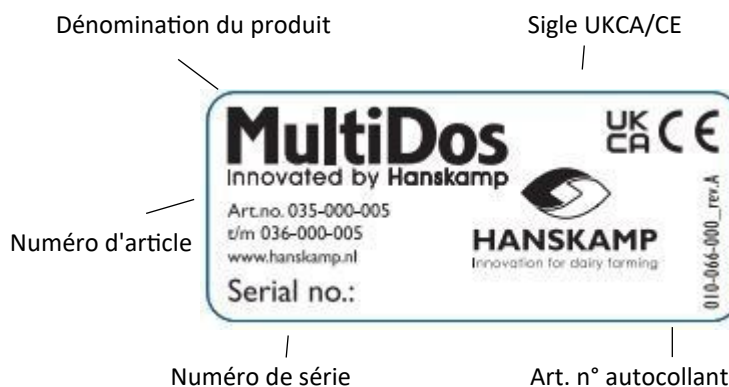 Dénomination du produit
Sigle UKCA/CE
MultiDos
Innovated by Hanskamp
UK
CA CE
Art.no. 035-000-005
t/m 036-000-005
www.hanskamp.nl
Serial no.:
HANSKAMP
Innovation for dairy farming
010-066-000_rev.A
Numéro d'article
Numéro de série
Art. n° autocollant